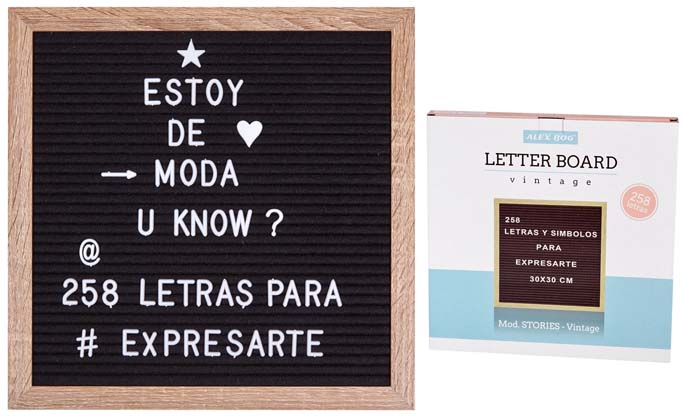 ★
ESTOY
DE ♥
→ MODA
U KNOW ?
@
258 LETRAS PARA
# EXPRESARTE
ALEX BOG
LETTER BOARD
vintage
258
letras
258
LETRAS Y SIMBOLOS
PARA
EXPRESARTE
30X30 CM
Mod. STORIES - Vintage